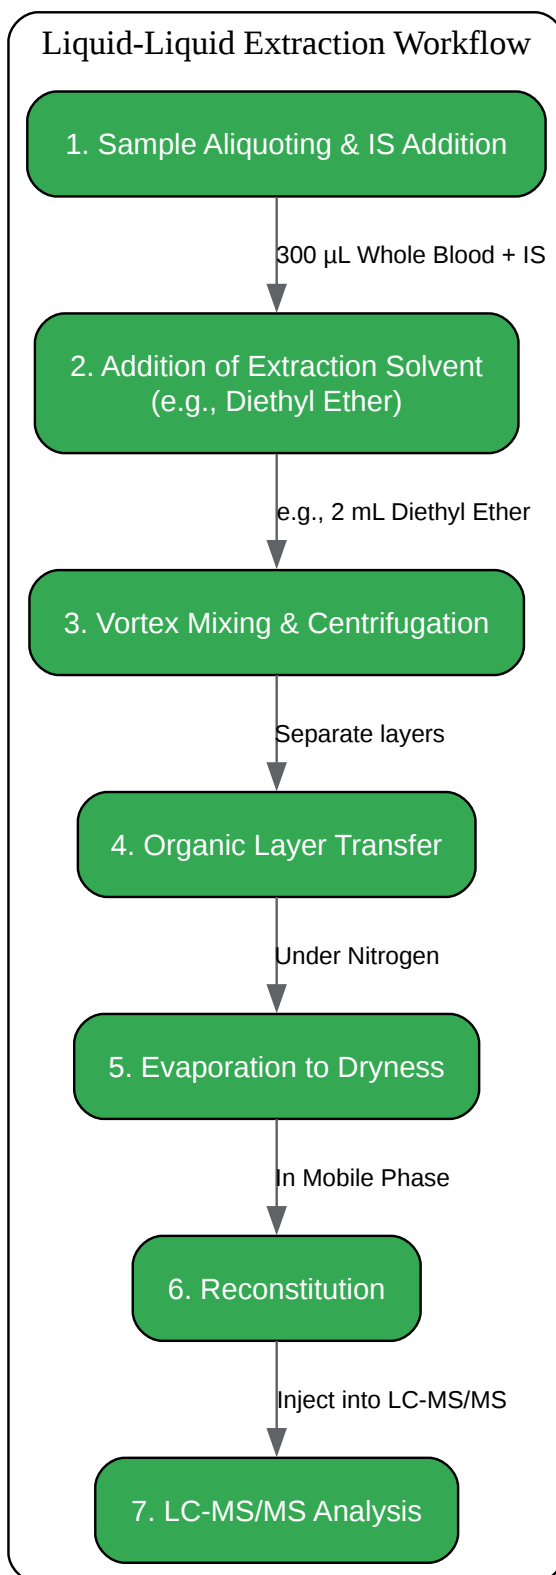 Liquid-Liquid Extraction Workflow
1. Sample Aliquoting & IS Addition
300 µL Whole Blood + IS
2. Addition of Extraction Solvent
(e.g., Diethyl Ether)
e.g., 2 mL Diethyl Ether
3. Vortex Mixing & Centrifugation
Separate layers
4. Organic Layer Transfer
Under Nitrogen
5. Evaporation to Dryness
In Mobile Phase
6. Reconstitution
Inject into LC-MS/MS
7. LC-MS/MS Analysis